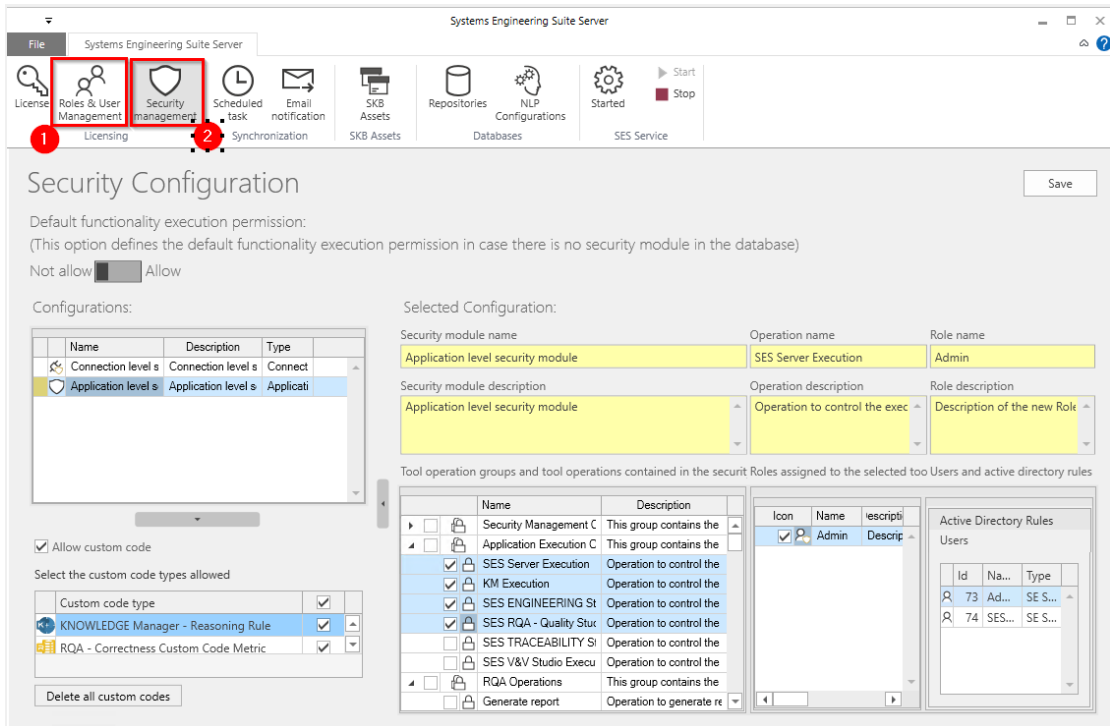 Systems Engineering Suite Server
File Systems Engineering Suite Server
License
Roles & User Management
Security management
Scheduled task
Email notification
SKB Assets
Repositories
NLP Configurations
Started
Start
Stop
1
2
Licensing Synchronization SKB Assets Databases SES Service
Security Configuration
Save
Default functionality execution permission:
(This option defines the default functionality execution permission in case there is no security module in the database)
Not allow Allow
Configurations:
Name Description Type
Connection level s Connection level s Connect
Application level s Application level s Applicati
Allow custom code
Select the custom code types allowed
Custom code type
KNOWLEDGE Manager - Reasoning Rule
RQA - Correctness Custom Code Metric
Delete all custom codes
Selected Configuration:
Security module name Operation name Role name
Application level security module SES Server Execution Admin
Security module description Operation description Role description
Application level security module Operation to control the exec Description of the new Role
Tool operation groups and tool operations contained in the securit Roles assigned to the selected too Users and active directory rules
Name Description
Security Management C This group contains the
Application Execution C This group contains the
SES Server Execution Operation to control the
KM Execution Operation to control the
SES ENGINEERING St Operation to control the
SES RQA - Quality Stuc Operation to control the
SES TRACEABILITY St Operation to control the
SES V&V Studio Execu Operation to control the
RQA Operations This group contains the
Generate report Operation to generate re
Icon Name escripti
Admin Descrip
Active Directory Rules
Users
Id Na... Type
73 Ad... SE S...
74 SES... SE S...